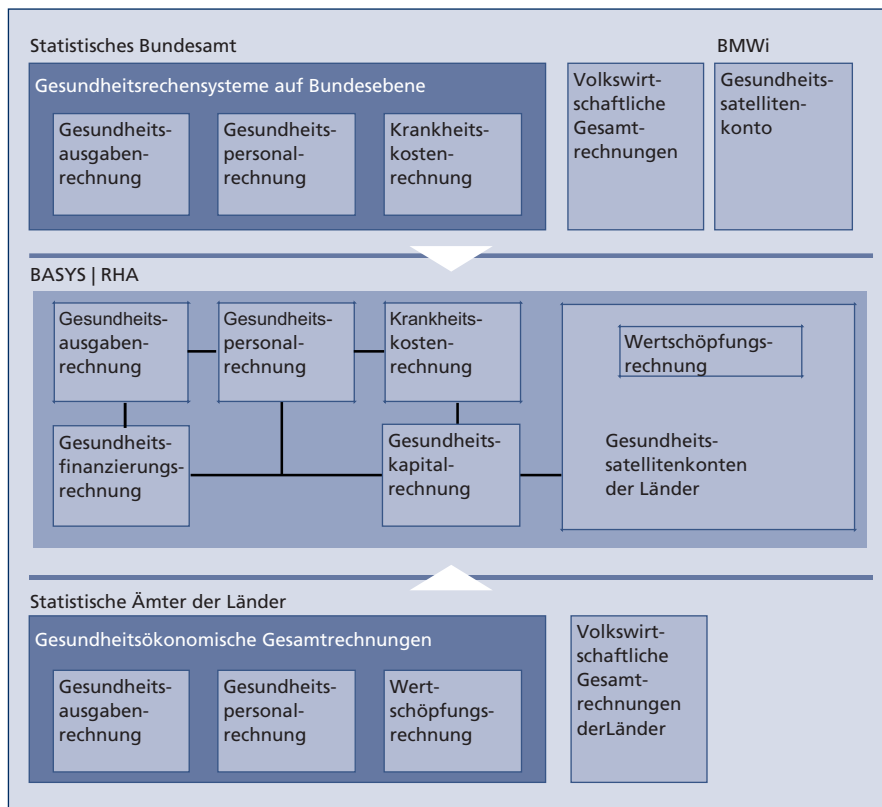 Statistisches Bundesamt
BMWi
Gesundheitsrechensysteme auf Bundesebene
Gesundheits-
ausgaben-
rechnung
Gesundheits-
personal-
rechnung
Krankheits-
kosten-
rechnung
Volkswirt-
schaftliche
Gesamt-
rechnungen
Gesundheits-
satelliten-
konto
BASYS | RHA
Gesundheits-
ausgaben-
rechnung
Gesundheits-
personal-
rechnung
Krankheits-
kosten-
rechnung
Wertschöpfungs-
rechnung
Gesundheits-
finanzierungs-
rechnung
Gesundheits-
kapital-
rechnung
Gesundheits-
satellitenkonten
der Länder
Statistische Ämter der Länder
Gesundheitsökonomische Gesamtrechnungen
Gesundheits-
ausgaben-
rechnung
Gesundheits-
personal-
rechnung
Wert-
schöpfungs-
rechnung
Volkswirt-
schaftliche
Gesamt-
rechnungen
derLänder